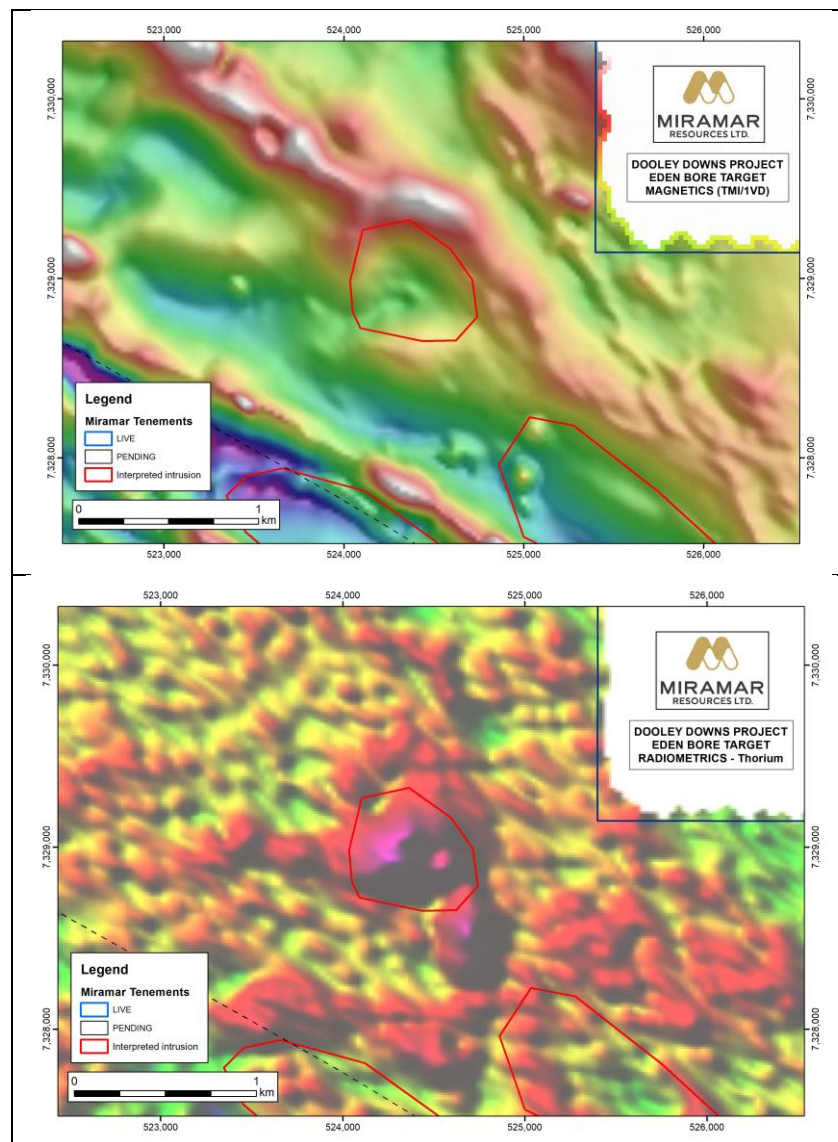 523,000 524,000 525,000 526,000
7,330,000
7,330,000
MIRAMAR
RESOURCES LTD.
DOOLEY DOWNS PROJECT
EDEN BORE TARGET
MAGNETICS (TMI/1VD)
7,329,000
7,329,000
7,328,000
7,328,000
Legend
Miramar Tenements
LIVE
PENDING
Interpreted intrusion
0 1
km
523,000 524,000 525,000 526,000
523,000 524,000 525,000 526,000
7,330,000
7,330,000
MIRAMAR
RESOURCES LTD.
DOOLEY DOWNS PROJECT
EDEN BORE TARGET
RADIOMETRICS - Thorium
7,329,000
7,329,000
7,328,000
7,328,000
Legend
Miramar Tenements
LIVE
PENDING
Interpreted intrusion
0 1
km
523,000 524,000 525,000 526,000